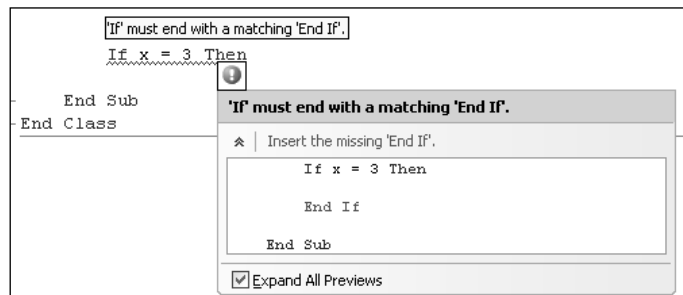 'If' must end with a matching 'End If'.
If x = 3 Then
End Sub
End Class
'If' must end with a matching 'End If'.
Insert the missing 'End If'.
If x = 3 Then
End If
End Sub
Expand All Previews